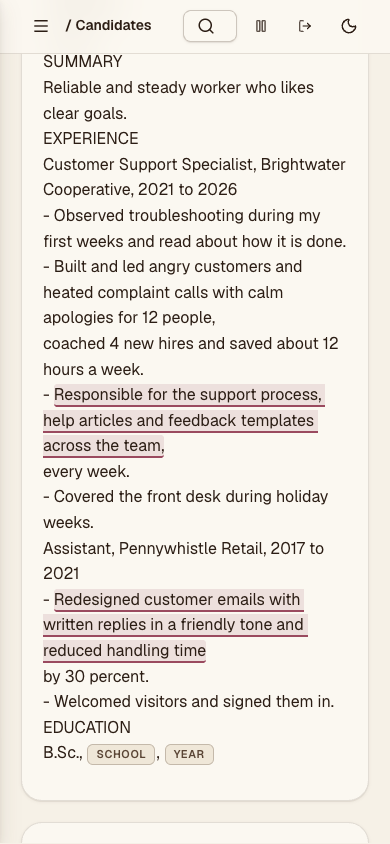 / Candidates
SUMMARY
Reliable and steady worker who likes
clear goals.
EXPERIENCE
Customer Support Specialist, Brightwater
Cooperative, 2021 to 2026
- Observed troubleshooting during my
first weeks and read about how it is done.
- Built and led angry customers and
heated complaint calls with calm
apologies for 12 people,
coached 4 new hires and saved about 12
hours a week.
- Responsible for the support process,
help articles and feedback templates
across the team,
every week.
- Covered the front desk during holiday
weeks.
Assistant, Pennywhistle Retail, 2017 to
2021
- Redesigned customer emails with
written replies in a friendly tone and
reduced handling time
by 30 percent.
- Welcomed visitors and signed them in.
EDUCATION
B.Sc., SCHOOL, YEAR